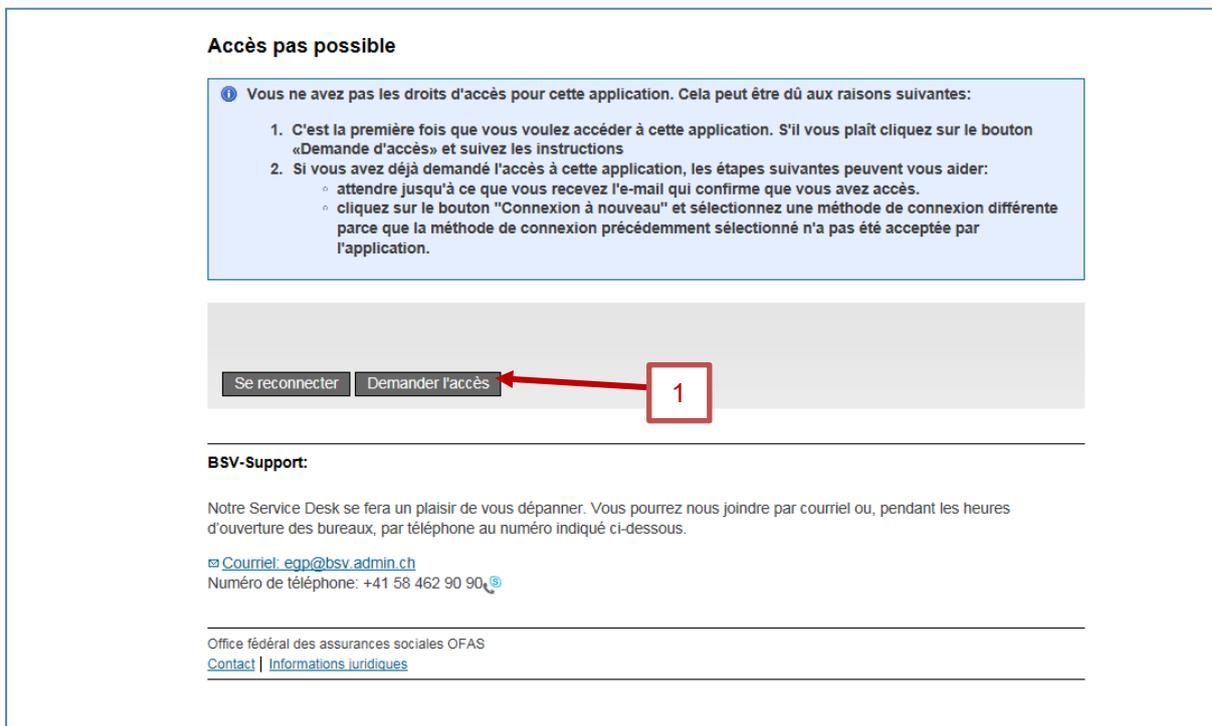 Accès pas possible
Vous ne avez pas les droits d'accès pour cette application. Cela peut être dû aux raisons suivantes:
1. C'est la première fois que vous voulez accéder à cette application. S'il vous plaît cliquez sur le bouton
«Demande d'accès» et suivez les instructions
2. Si vous avez déjà demandé l'accès à cette application, les étapes suivantes peuvent vous aider:
◦ attendre jusqu'à ce que vous recevez l'e-mail qui confirme que vous avez accès.
◦ cliquez sur le bouton "Connexion à nouveau" et sélectionnez une méthode de connexion différente
parce que la méthode de connexion précédemment sélectionné n'a pas été acceptée par
l'application.
Se reconnecter Demander l'accès
1
BSV-Support:
Notre Service Desk se fera un plaisir de vous dépanner. Vous pourrez nous joindre par courriel ou, pendant les heures
d'ouverture des bureaux, par téléphone au numéro indiqué ci-dessous.
Courriel: egp@bsv.admin.ch
Numéro de téléphone: +41 58 462 90 90
Office fédéral des assurances sociales OFAS
Contact | Informations juridiques